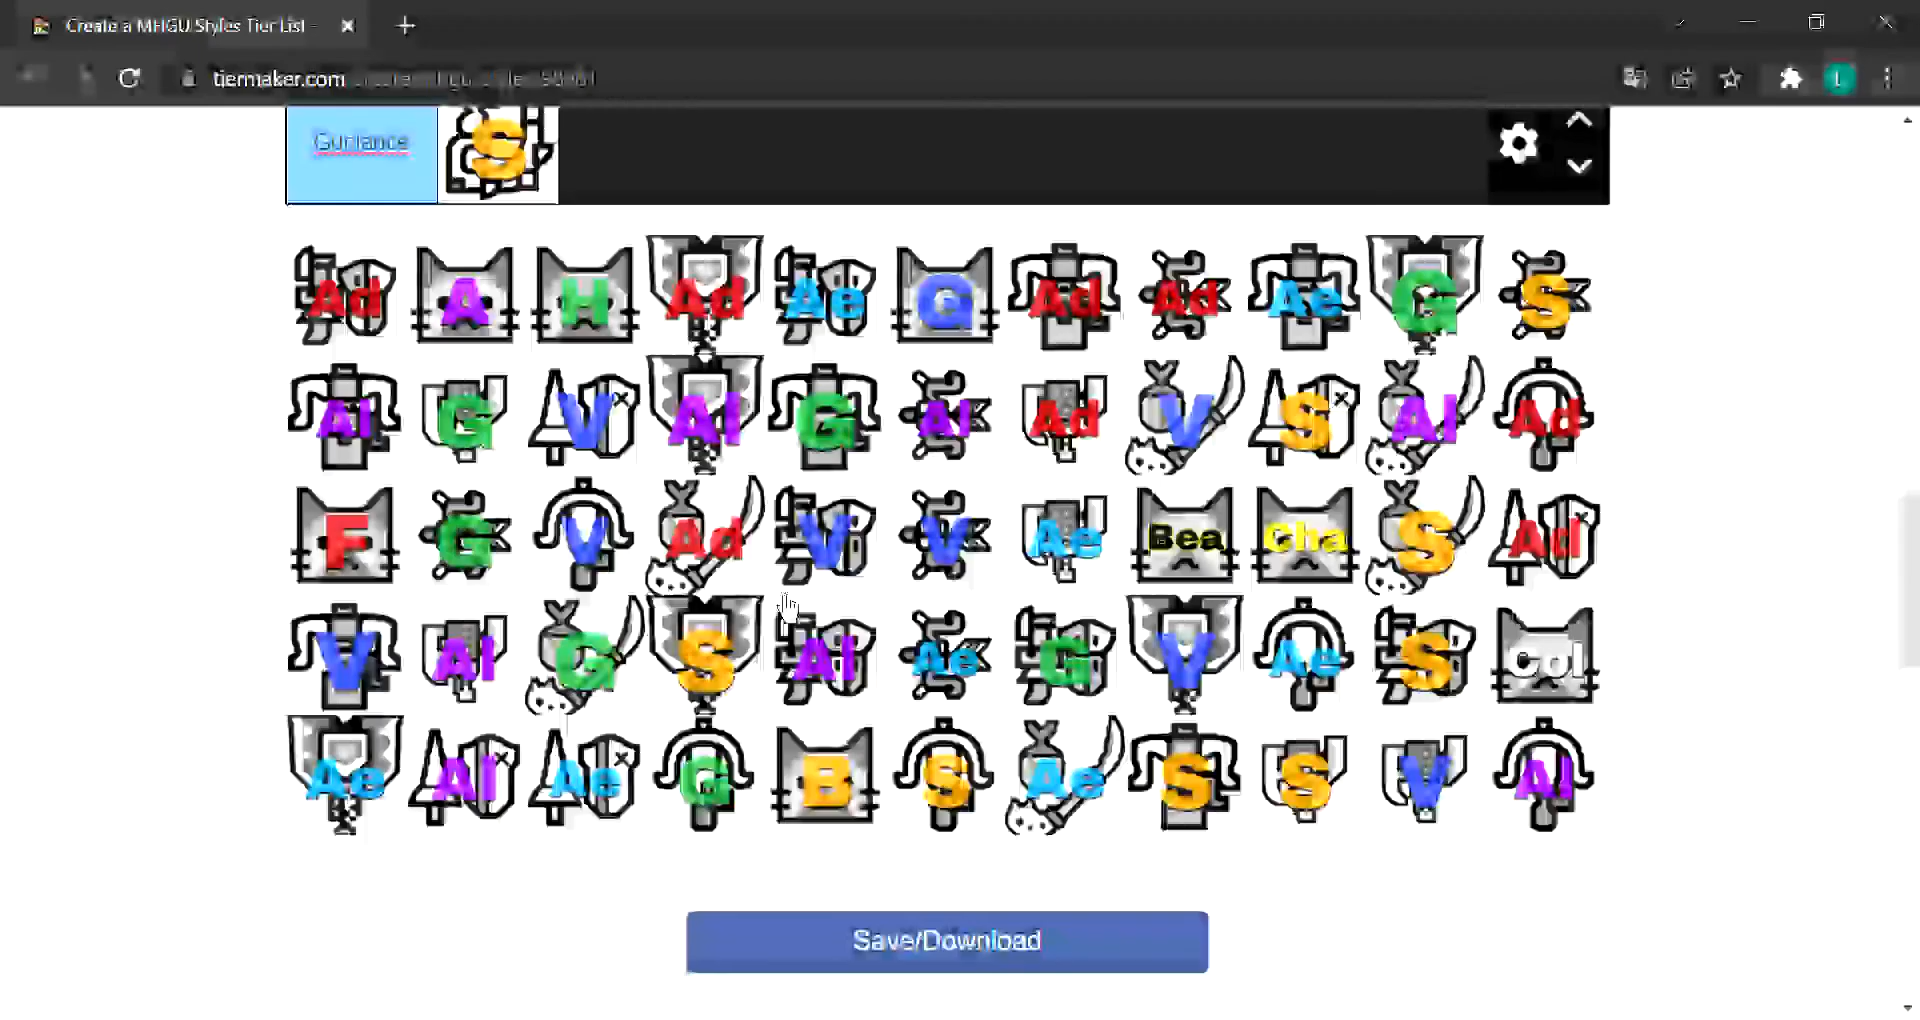 Create a MHGU Styles Tier List -
tiermaker.com
L
Gunlance
S
Ad A H Ad Ae G Ad Ad Ae G S
Al G V Al G Al Ad V S Al Ad
F G V Ad V V Ae Bea Cha S Ad
V Al G S Al Ae G V Ae S Col
Ae Al Ae G B S Ae S S V Al
Save/Download